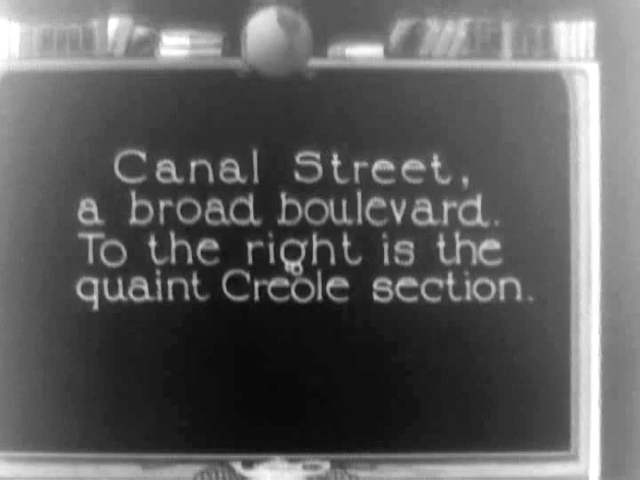 Canal Street,
a broad boulevard.
To the right is the
quaint Creole section.